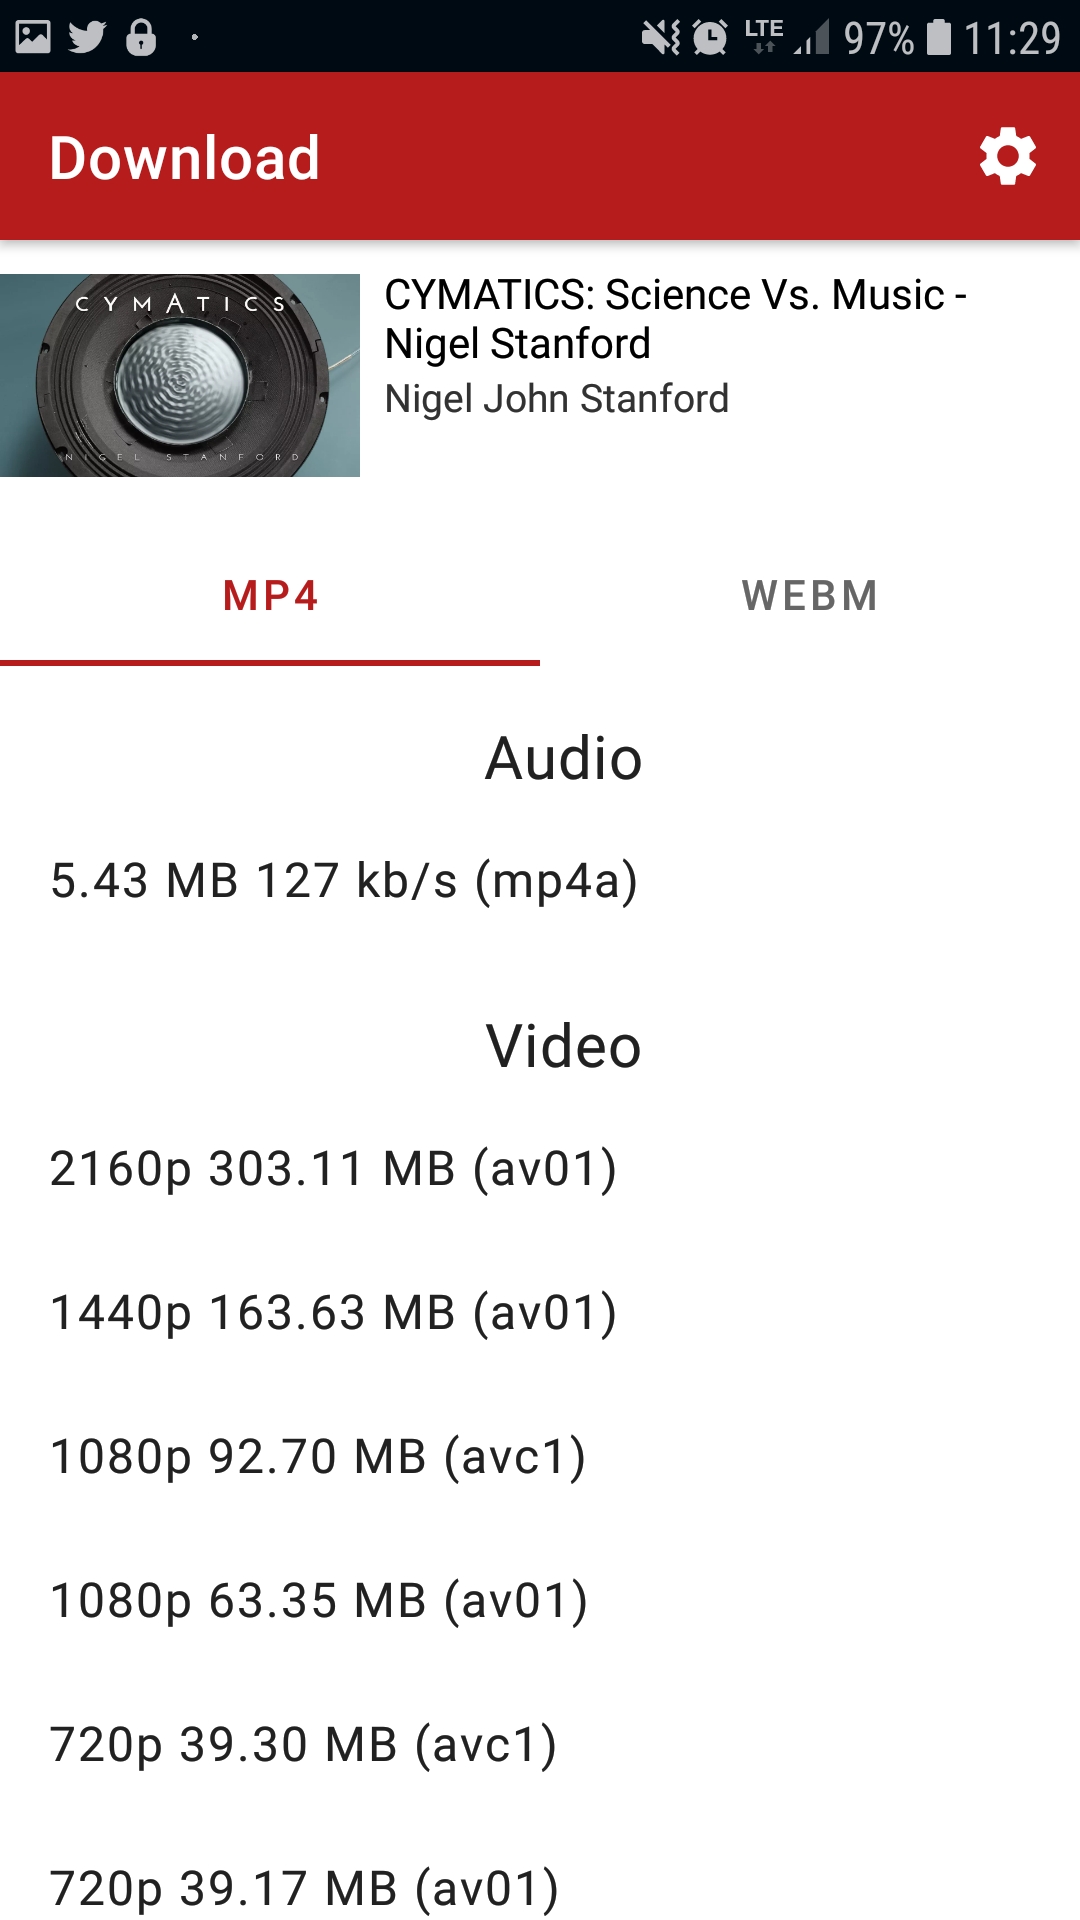 LTE 97% 11:29
Download
CYMATICS
NIGEL STANFORD
CYMATICS: Science Vs. Music -
Nigel Stanford
Nigel John Stanford
MP4 WEBM
Audio
5.43 MB 127 kb/s (mp4a)
Video
2160p 303.11 MB (av01)
1440p 163.63 MB (av01)
1080p 92.70 MB (avc1)
1080p 63.35 MB (av01)
720p 39.30 MB (avc1)
720p 39.17 MB (av01)